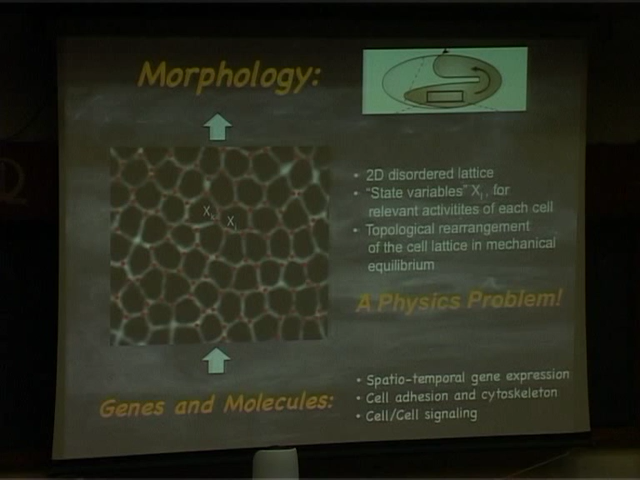 Morphology:
X
X
• 2D disordered lattice
• "State variables" X , for
relevant activitites of each cell
• Topological rearrangement
of the cell lattice in mechanical
equilibrium
A Physics Problem!
Genes and Molecules:
• Spatio-temporal gene expression
• Cell adhesion and cytoskeleton
• Cell/Cell signaling